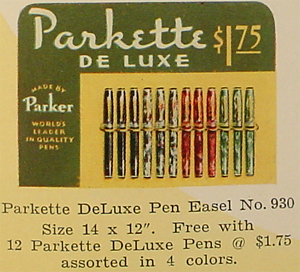 Parkette $1.75
DE LUXE
MADE BY
Parker
WORLD'S
LEADER
IN QUALITY
PENS
Parkette DeLuxe Pen Easel No. 930
Size 14 x 12". Free with
12 Parkette DeLuxe Pens @ $1.75
assorted in 4 colors.